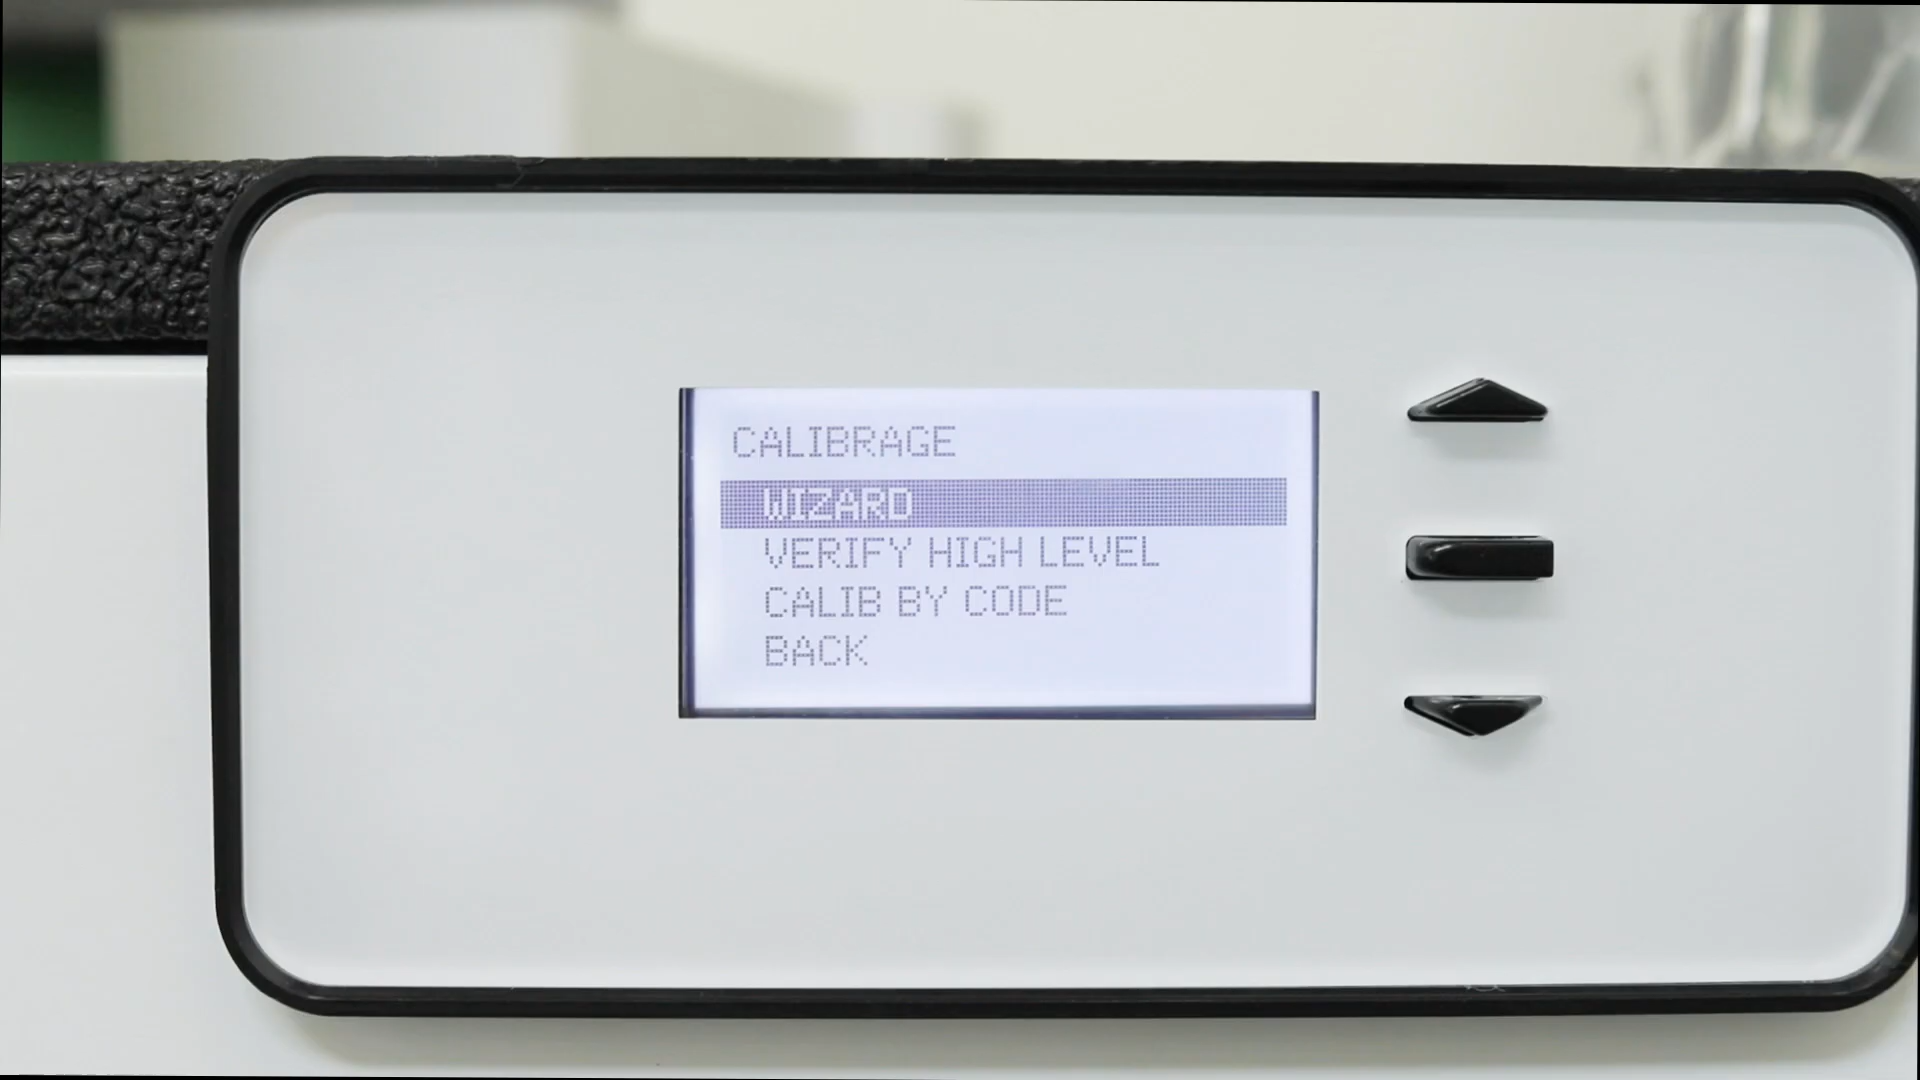 CALIBRAGE
WIZARD
VERIFY HIGH LEVEL
CALIB BY CODE
BACK